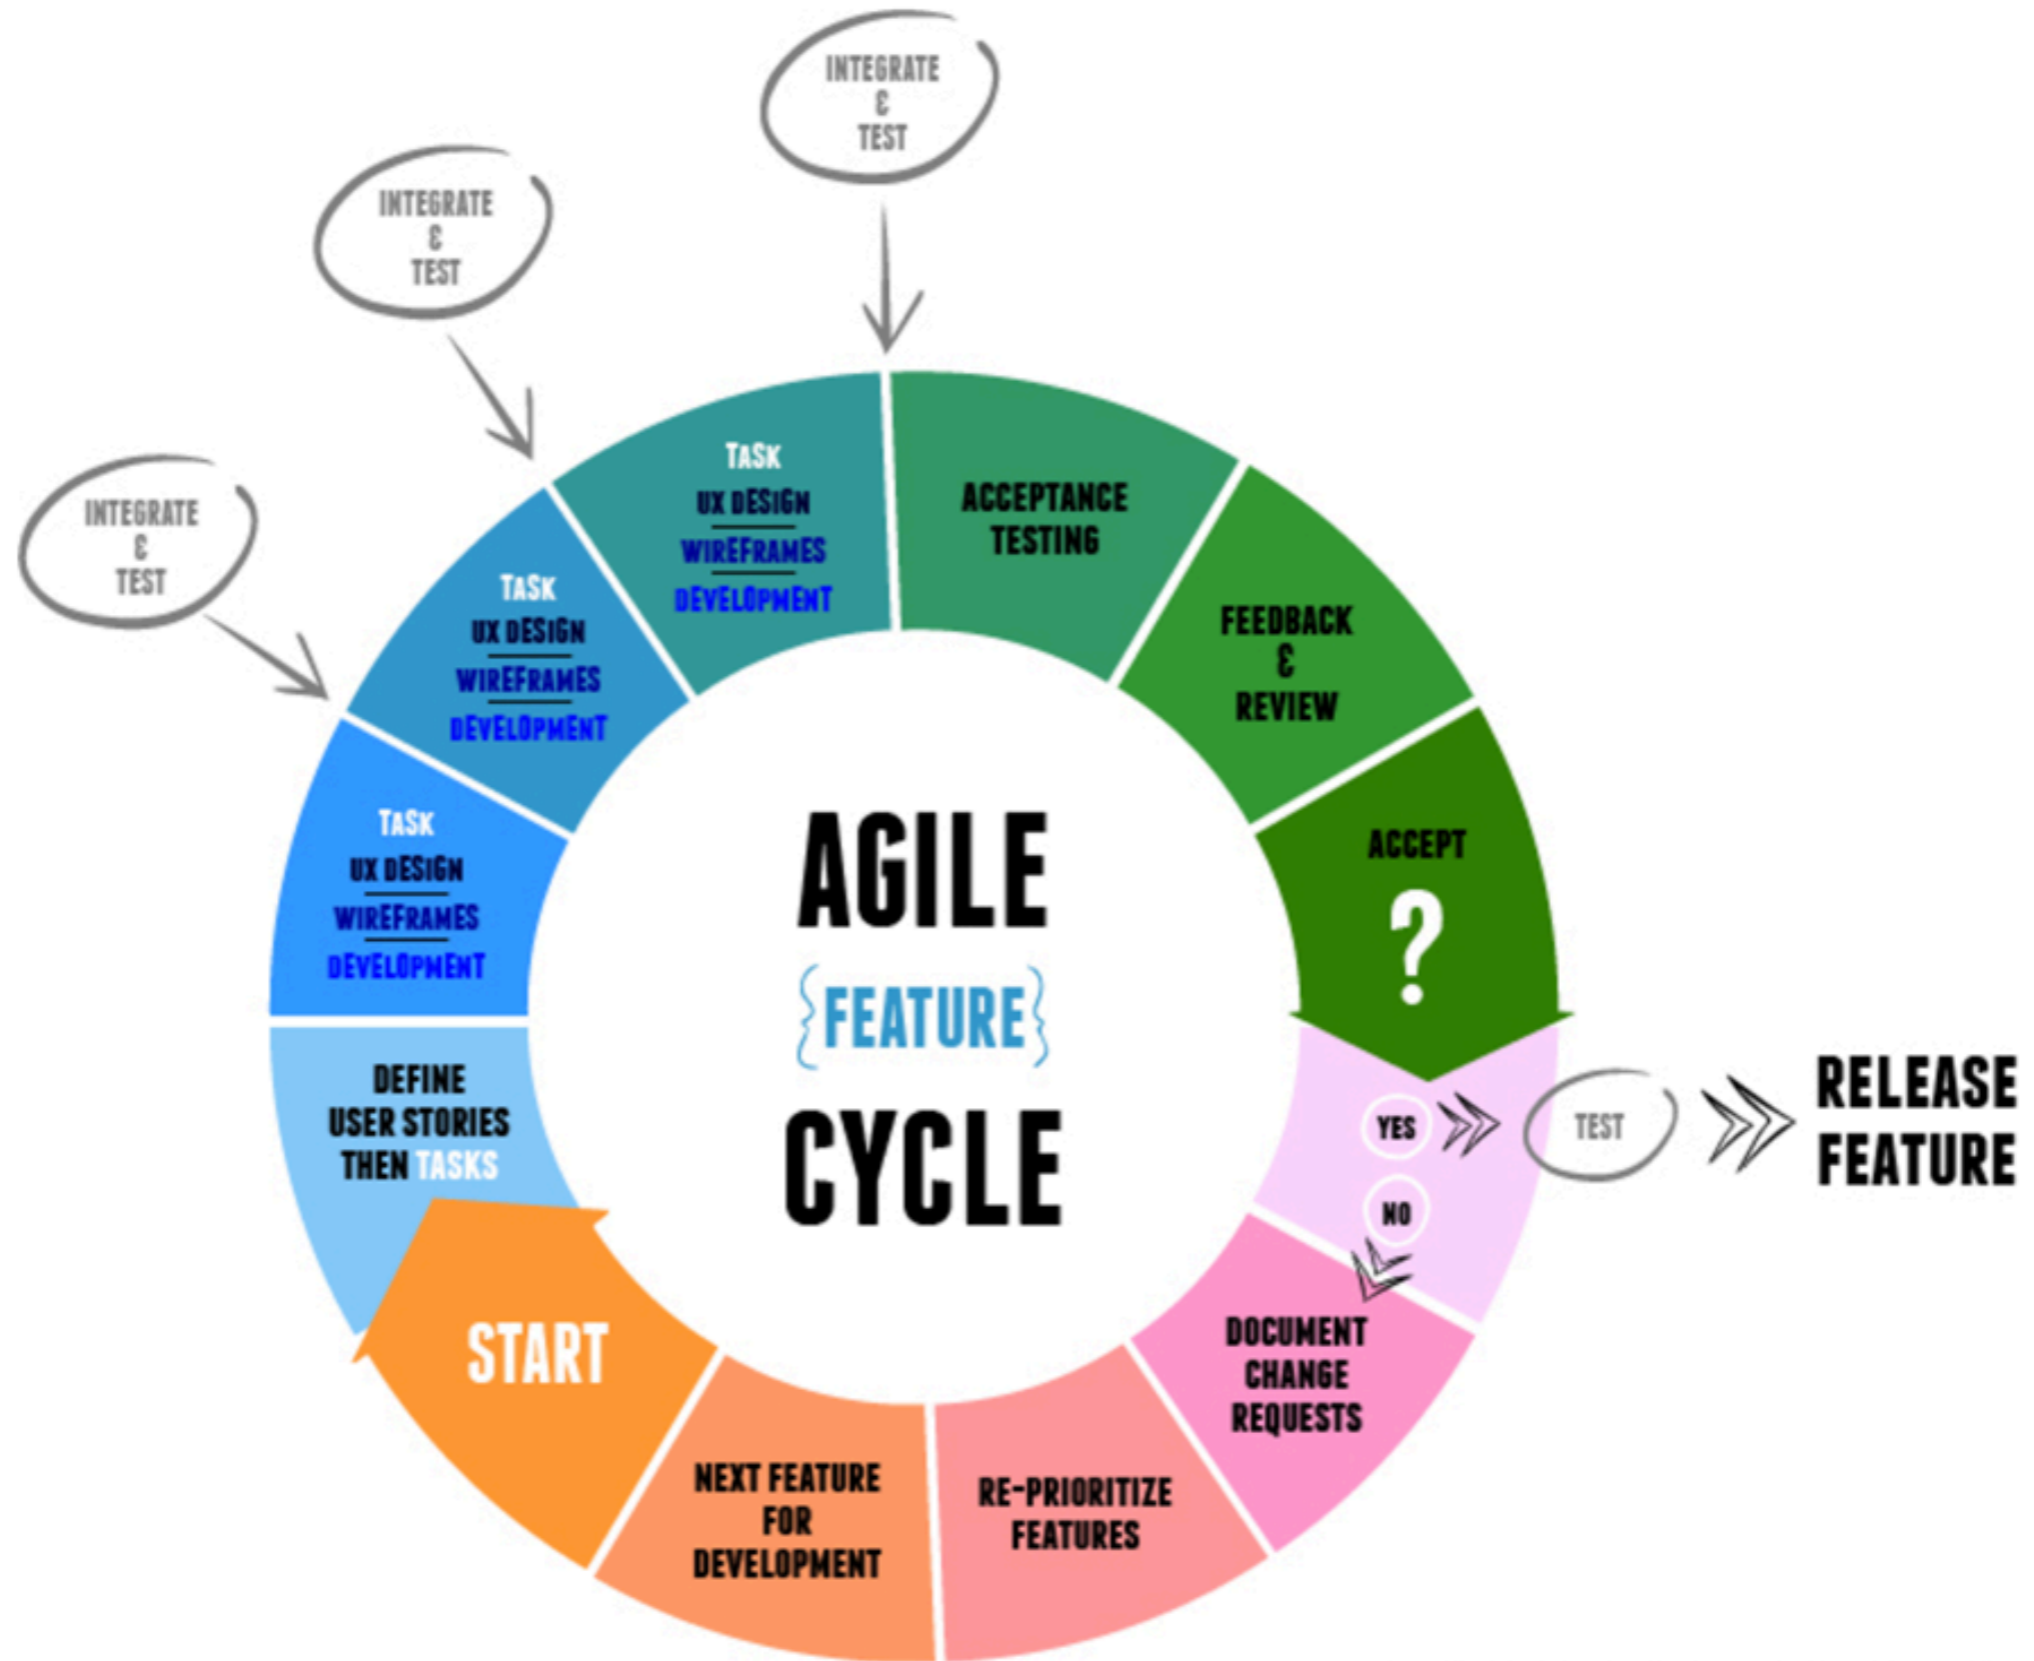 INTEGRATE
&
TEST
INTEGRATE
&
TEST
INTEGRATE
&
TEST
TASK
UX DESIGN
WIREFRAMES
DEVELOPMENT
TASK
UX DESIGN
WIREFRAMES
DEVELOPMENT
TASK
UX DESIGN
WIREFRAMES
DEVELOPMENT
ACCEPTANCE
TESTING
FEEDBACK
&
REVIEW
ACCEPT
?
YES
TEST
RELEASE
FEATURE
NO
DOCUMENT
CHANGE
REQUESTS
RE-PRIORITIZE
FEATURES
NEXT FEATURE
FOR
DEVELOPMENT
START
DEFINE
USER STORIES
THEN TASKS
AGILE
{FEATURE}
CYCLE